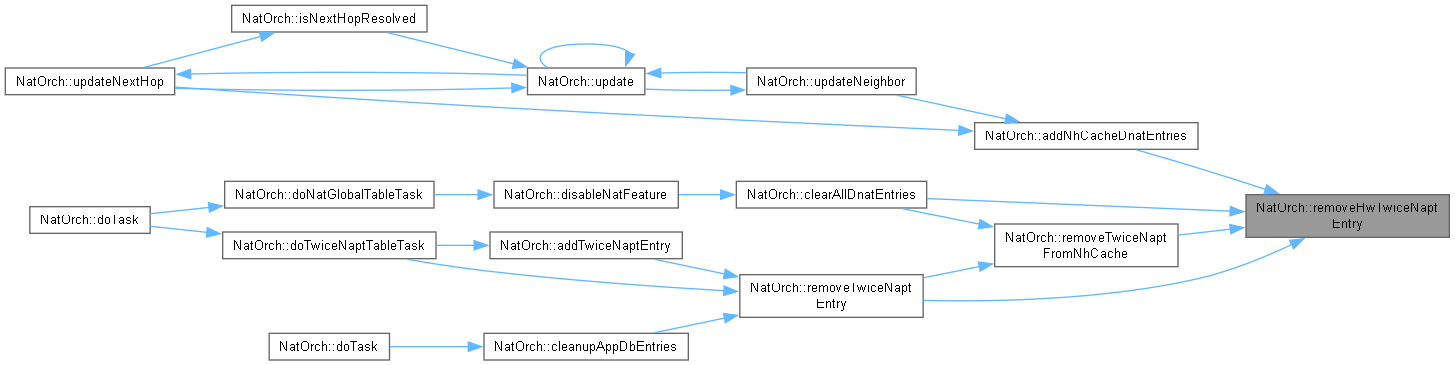 NatOrch::isNextHopResolved
NatOrch::updateNextHop
NatOrch::update
NatOrch::updateNeighbor
NatOrch::addNhCacheDnatEntries
NatOrch::doNatGlobalTableTask
NatOrch::disableNatFeature
NatOrch::clearAllDnatEntries
NatOrch::removeHwTwiceNapt
Entry
NatOrch::doTask
NatOrch::doTwiceNaptTableTask
NatOrch::addTwiceNaptEntry
NatOrch::removeTwiceNapt
FromNhCache
NatOrch::removeTwiceNapt
Entry
NatOrch::doTask
NatOrch::cleanupAppDbEntries